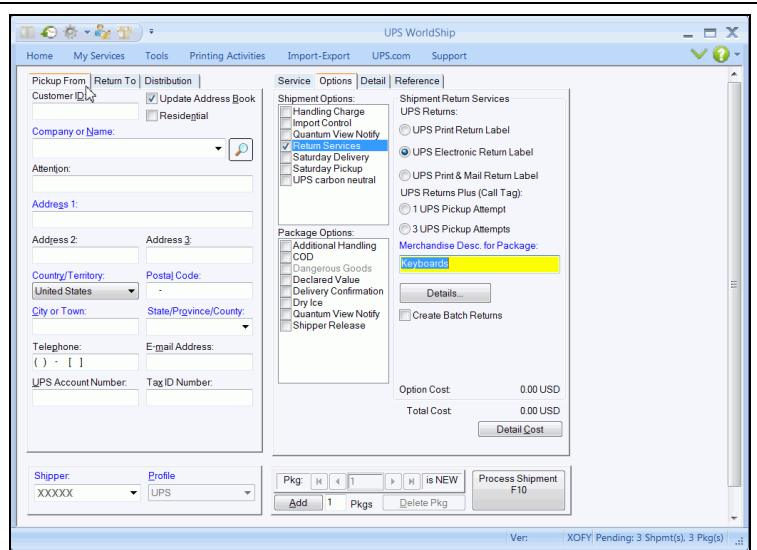 UPS WorldShip
Home My Services Tools Printing Activities Import-Export UPS.com Support
Pickup From Return To Distribution
Customer ID:
Update Address Book
Residential
Company or Name:
Attention:
Address 1:
Address 2: Address 3:
Country/Territory: Postal Code:
United States -
City or Town: State/Province/County:
Telephone: E-mail Address:
( ) - [ ]
UPS Account Number: Tax ID Number:
Shipper: Profile
XXXXX UPS
Service Options Detail Reference
Shipment Options:
Handling Charge
Import Control
Quantum View Notify
Return Services
Saturday Delivery
Saturday Pickup
UPS carbon neutral
Package Options:
Additional Handling
COD
Dangerous Goods
Declared Value
Delivery Confirmation
Dry Ice
Quantum View Notify
Shipper Release
Shipment Return Services
UPS Returns:
UPS Print Return Label
UPS Electronic Return Label
UPS Print & Mail Return Label
UPS Returns Plus (Call Tag):
1 UPS Pickup Attempt
3 UPS Pickup Attempts
Merchandise Desc. for Package:
Keyboards
Details...
Create Batch Returns
Option Cost: 0.00 USD
Total Cost: 0.00 USD
Detail Cost
Pkg: 1 is NEW
Add 1 Pkgs Delete Pkg
Process Shipment
F10
Ver: XOFY Pending: 3 Shpmt(s), 3 Pkg(s)